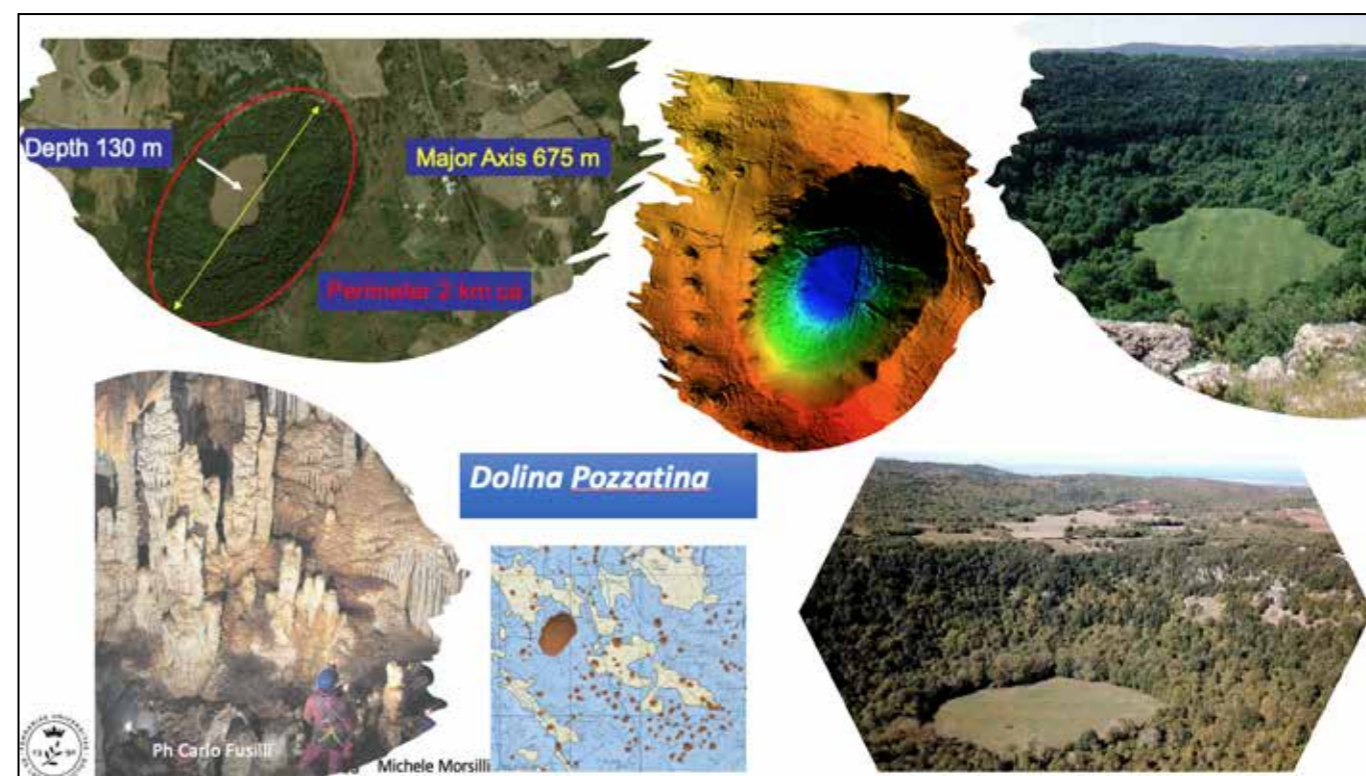 Depth 130 m
Major Axis 675 m
Perimeter 2 km ca
Dolina Pozzatina
Ph Carlo Fusilli
Michele Morsilli